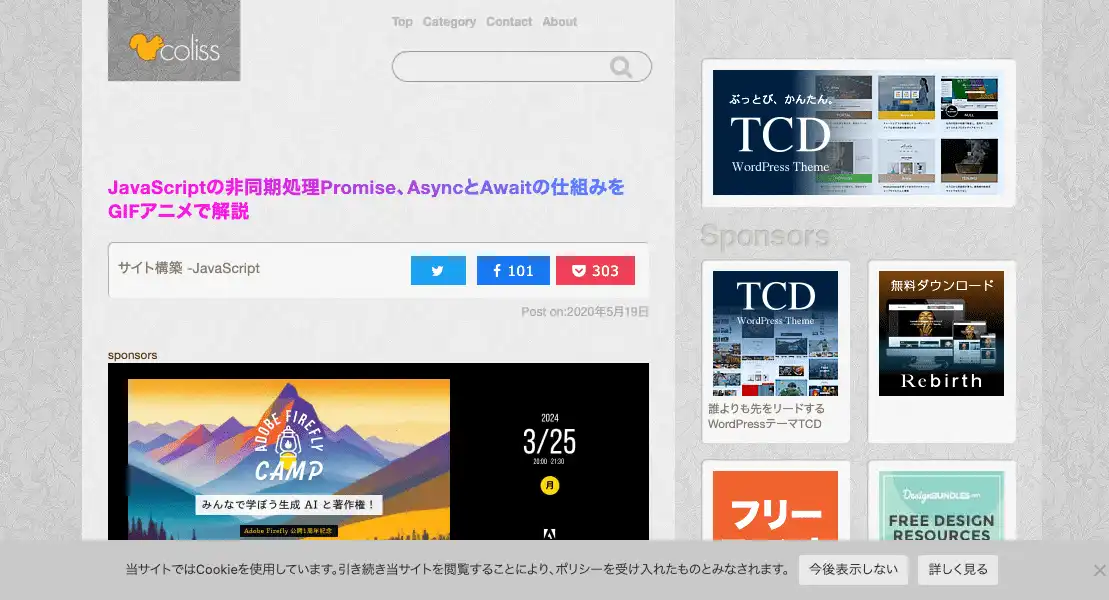 coliss
Top Category Contact About
JavaScriptの非同期処理Promise、AsyncとAwaitの仕組みを
GIFアニメで解説
サイト構築 -JavaScript
101
303
Post on:2020年5月19日
sponsors
ADOBE FIREFLY
CAMP
みんなで学ぼう生成 AI と著作権！
Adobe Firefly 公開1周年記念
2024
3/25
20:00 21:30
月
ぶっとび、かんたん。
TCD
WordPress Theme
Sponsors
TCD
WordPress Theme
誰よりも先をリードする
WordPressテーマTCD
無料ダウンロード
Rebirth
フリー
DesignBUNDLES.net
FREE DESIGN
RESOURCES
当サイトではCookieを使用しています。引き続き当サイトを閲覧することにより、ポリシーを受け入れたものとみなされます。
今後表示しない
詳しく見る